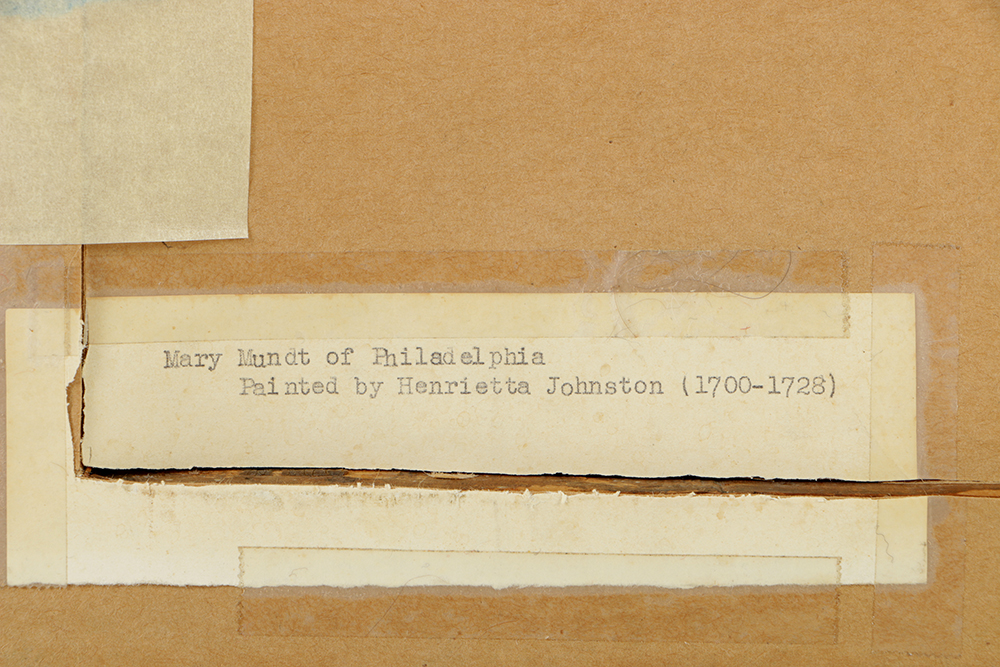 Mary Mundt of Philadelphia
Painted by Henrietta Johnston (1700-1728)